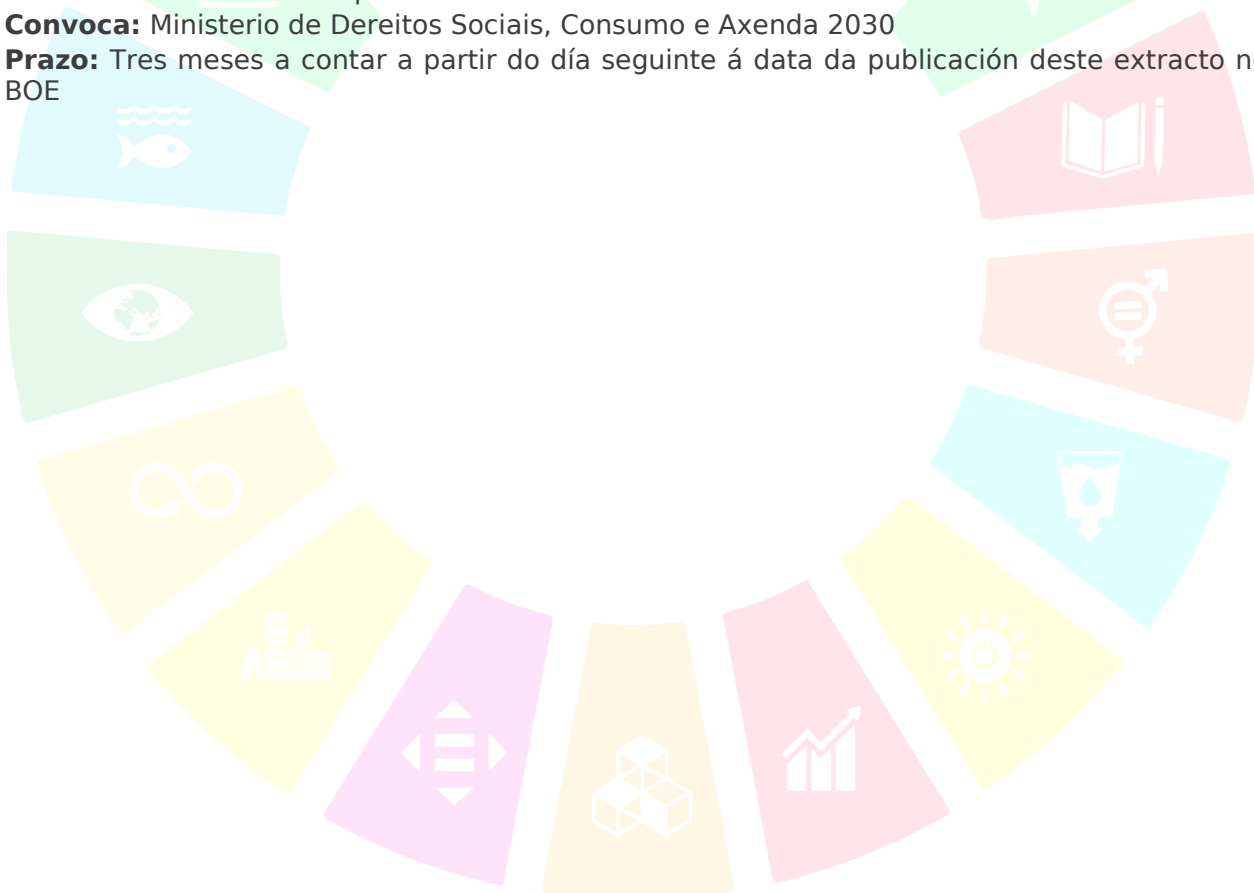 Convoca: Ministerio de Dereitos Sociais, Consumo e Axenda 2030
Prazo: Tres meses a contar a partir do día seguinte á data da publicación deste extracto
BOE